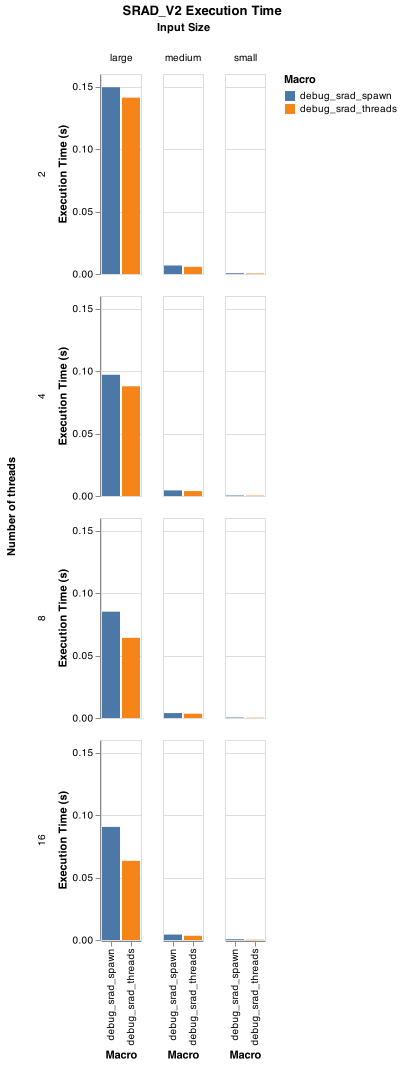 SRAD_V2 Execution Time
Input Size
large medium small
Macro
debug_srad_spawn
debug_srad_threads
Number of threads
2
Execution Time (s)
0.15
0.10
0.05
0.00
4
Execution Time (s)
0.15
0.10
0.05
0.00
8
Execution Time (s)
0.15
0.10
0.05
0.00
16
Execution Time (s)
0.15
0.10
0.05
0.00
debug_srad_spawn
debug_srad_threads
debug_srad_spawn
debug_srad_threads
debug_srad_spawn
debug_srad_threads
Macro Macro Macro